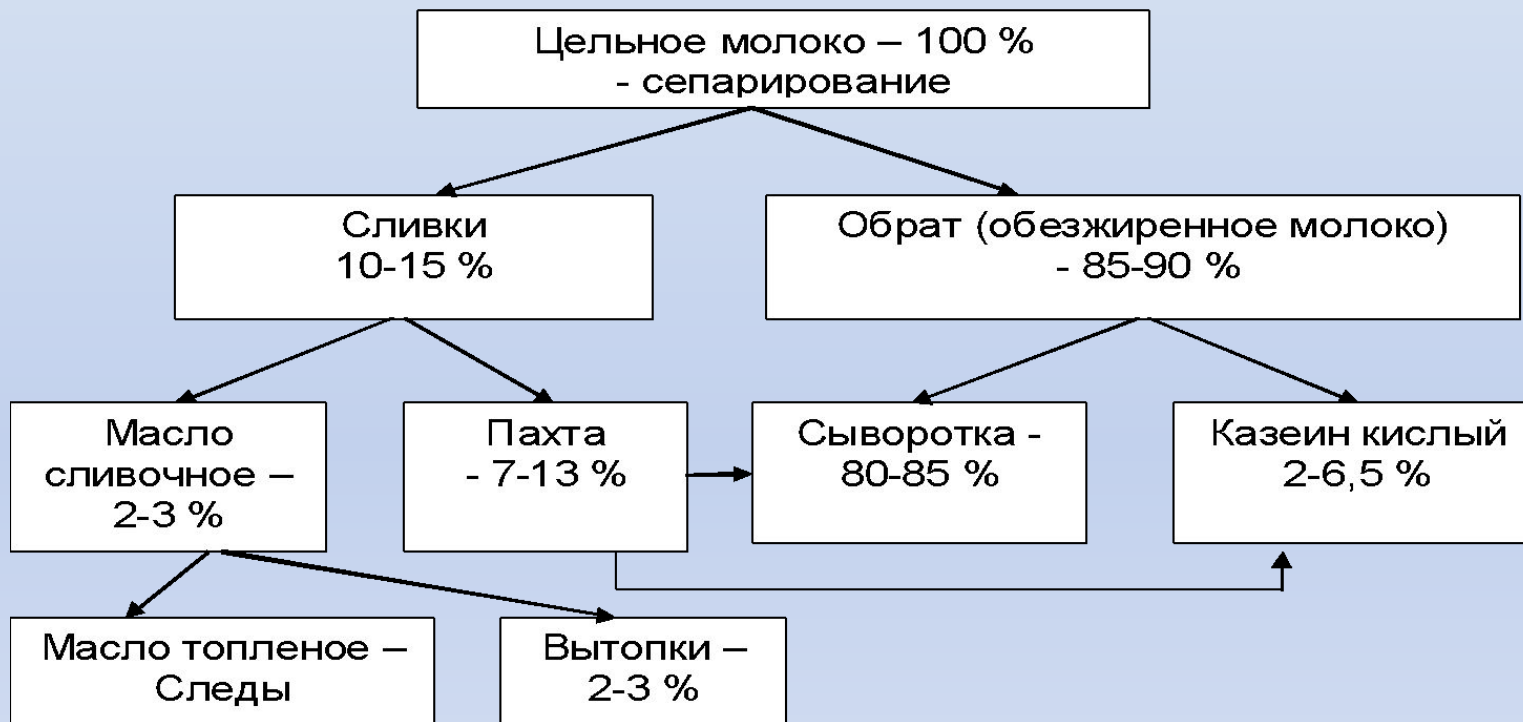 Цельное молоко – 100 %
- сепарирование
Сливки
10-15 %
Обрат (обезжиренное молоко)
- 85-90 %
Масло
сливочное –
2-3 %
Пахта
- 7-13 %
Сыворотка -
80-85 %
Казеин кислый
2-6,5 %
Масло топленое –
Следы
Вытопки –
2-3 %